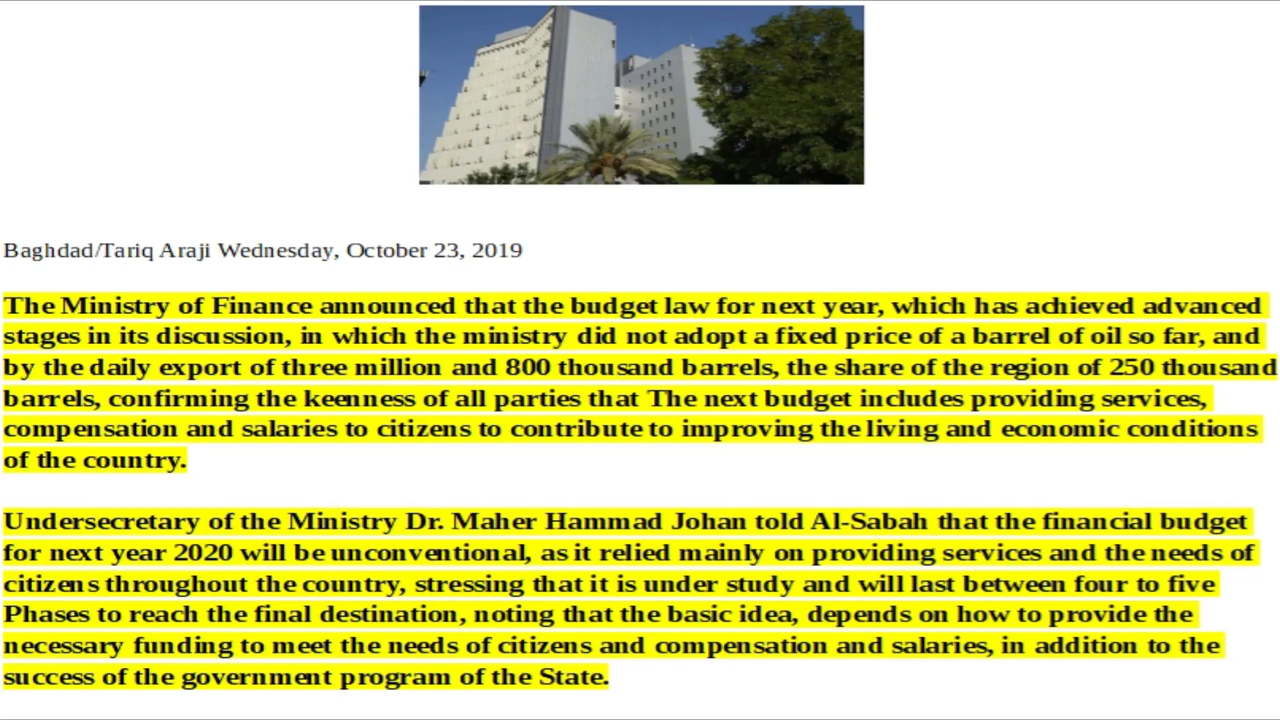 Baghdad/Tariq Araji Wednesday, October 23, 2019
The Ministry of Finance announced that the budget law for next year, which has achieved advanced
stages in its discussion, in which the ministry did not adopt a fixed price of a barrel of oil so far, and
by the daily export of three million and 800 thousand barrels, the share of the region of 250 thousand
barrels, confirming the keenness of all parties that The next budget includes providing services,
compensation and salaries to citizens to contribute to improving the living and economic conditions
of the country.
Undersecretary of the Ministry Dr. Maher Hammad Johan told Al-Sabah that the financial budget
for next year 2020 will be unconventional, as it relied mainly on providing services and the needs of
citizens throughout the country, stressing that it is under study and will last between four to five
Phases to reach the final destination, noting that the basic idea, depends on how to provide the
necessary funding to meet the needs of citizens and compensation and salaries, in addition to the
success of the government program of the State.